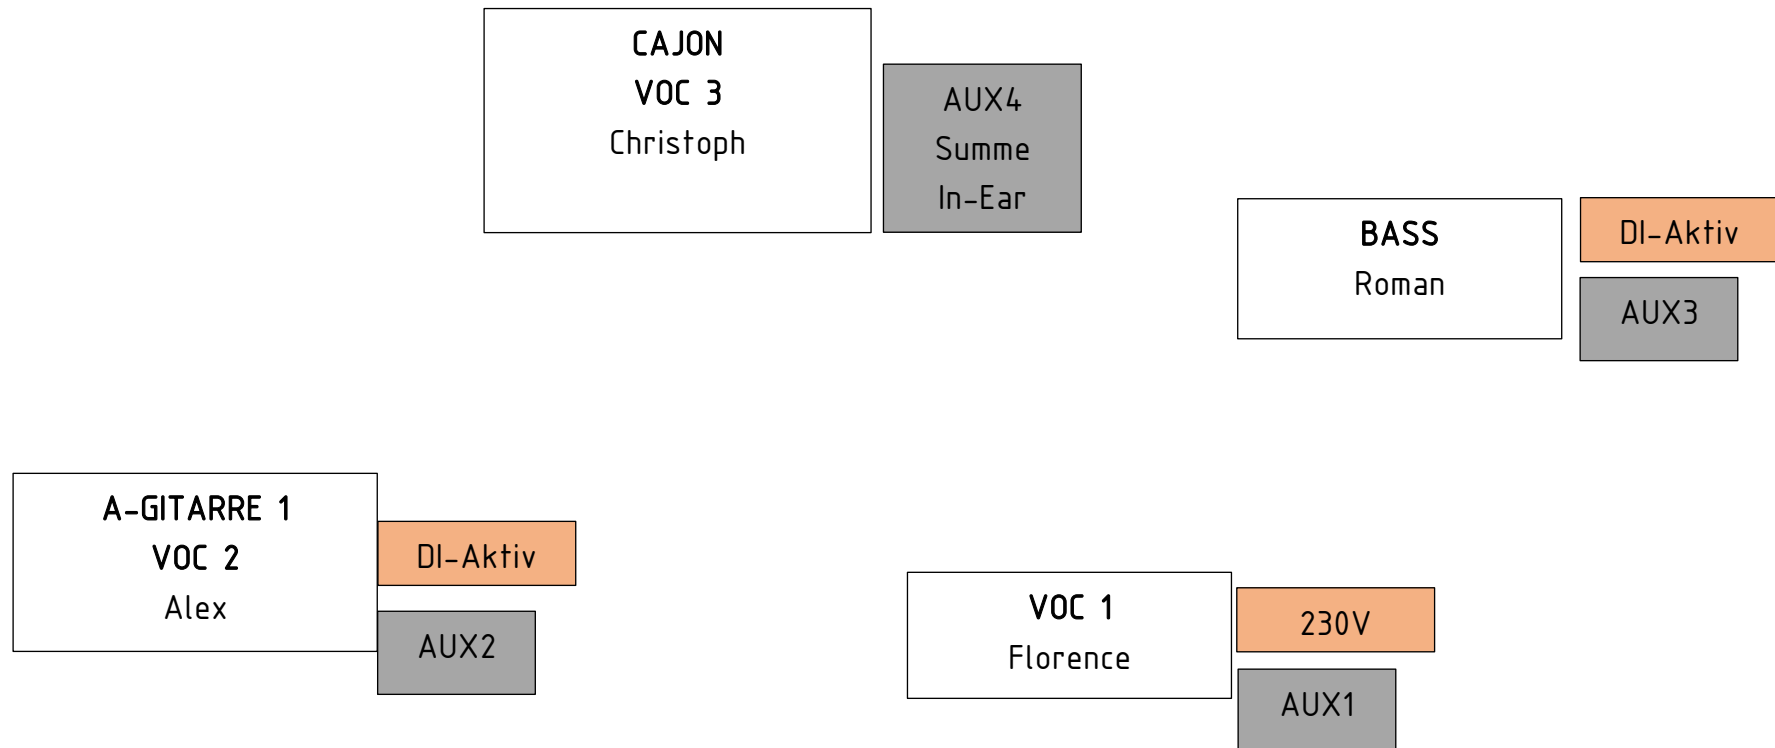 CAJON
VOC 3
Christoph
AUX4
Summe
In-Ear
BASS
Roman
DI-Aktiv
AUX3
A-GITARRE 1
VOC 2
Alex
DI-Aktiv
AUX2
VOC 1
Florence
230V
AUX1